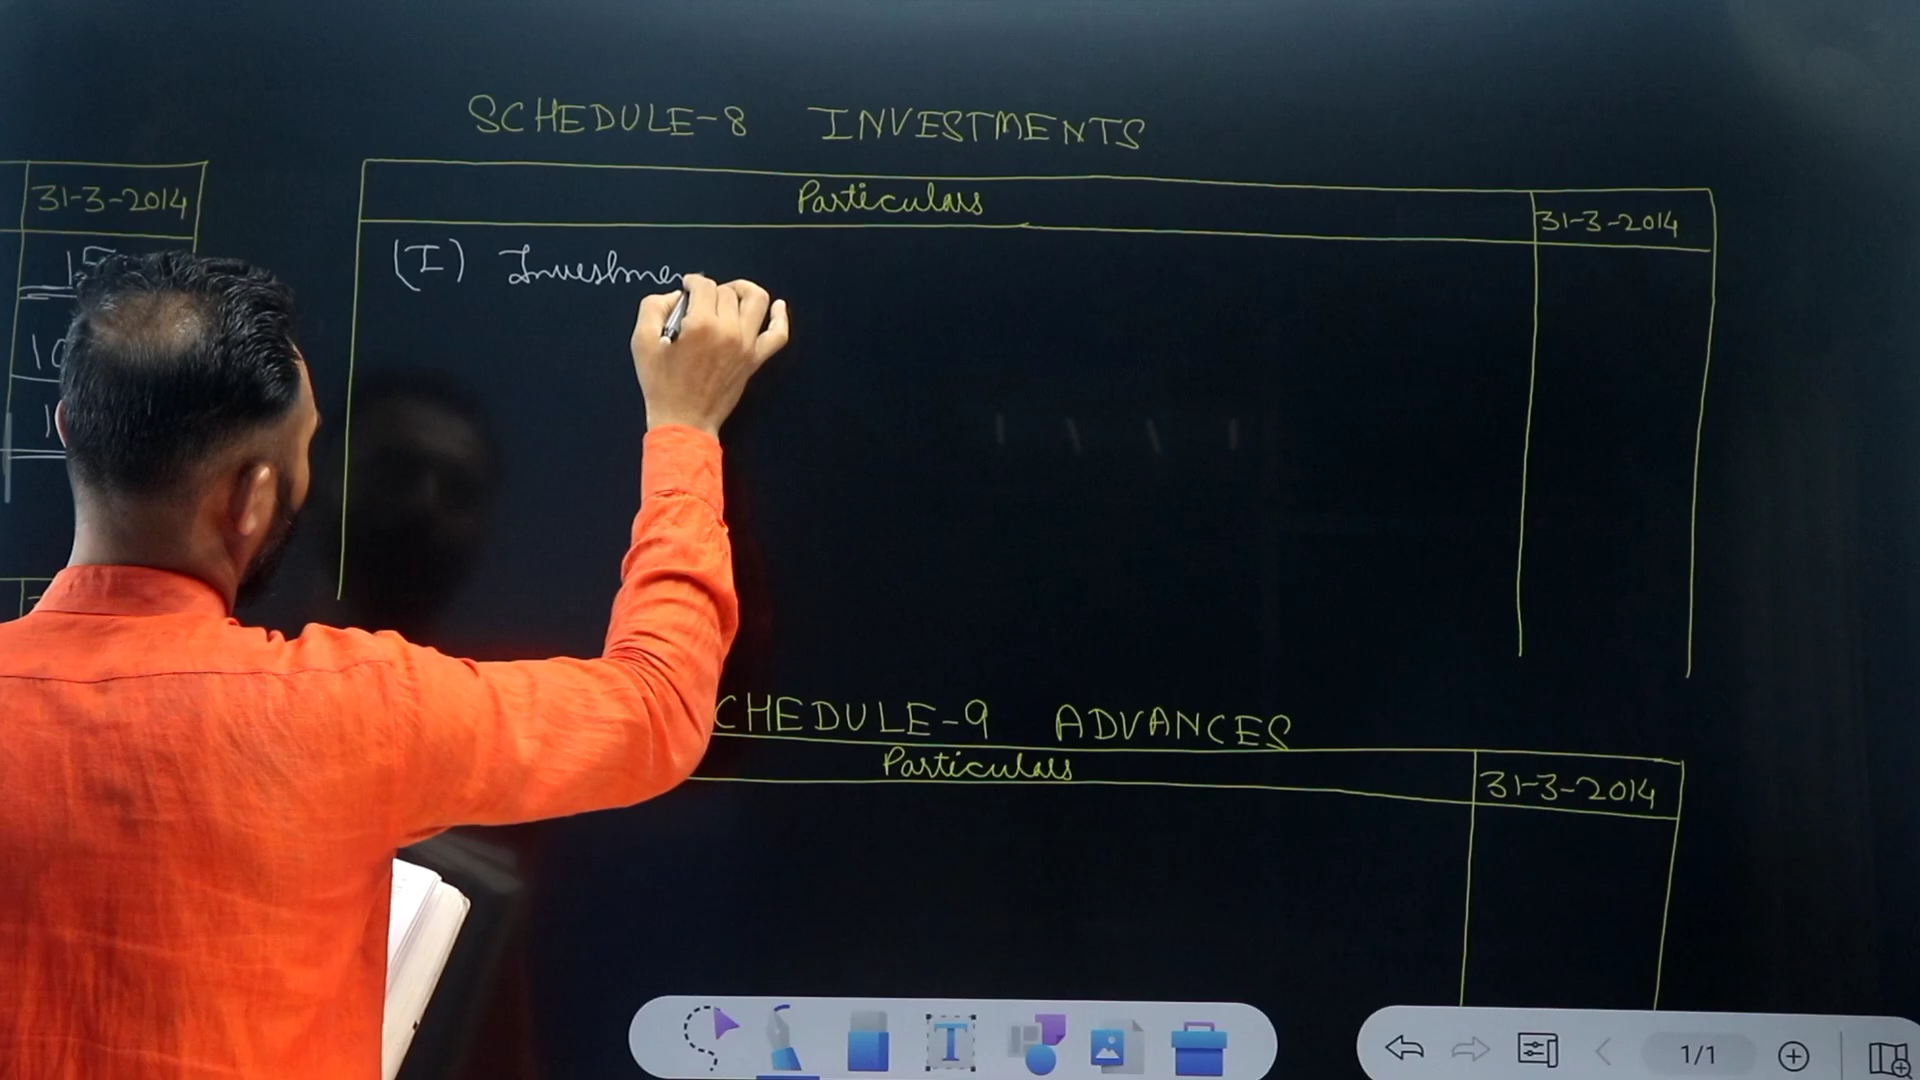 SCHEDULE-8 INVESTMENTS
31-3-2014
Particulars
31-3-2014
(I) Investmen
SCHEDULE-9 ADVANCES
Particulars
31-3-2014
1/1